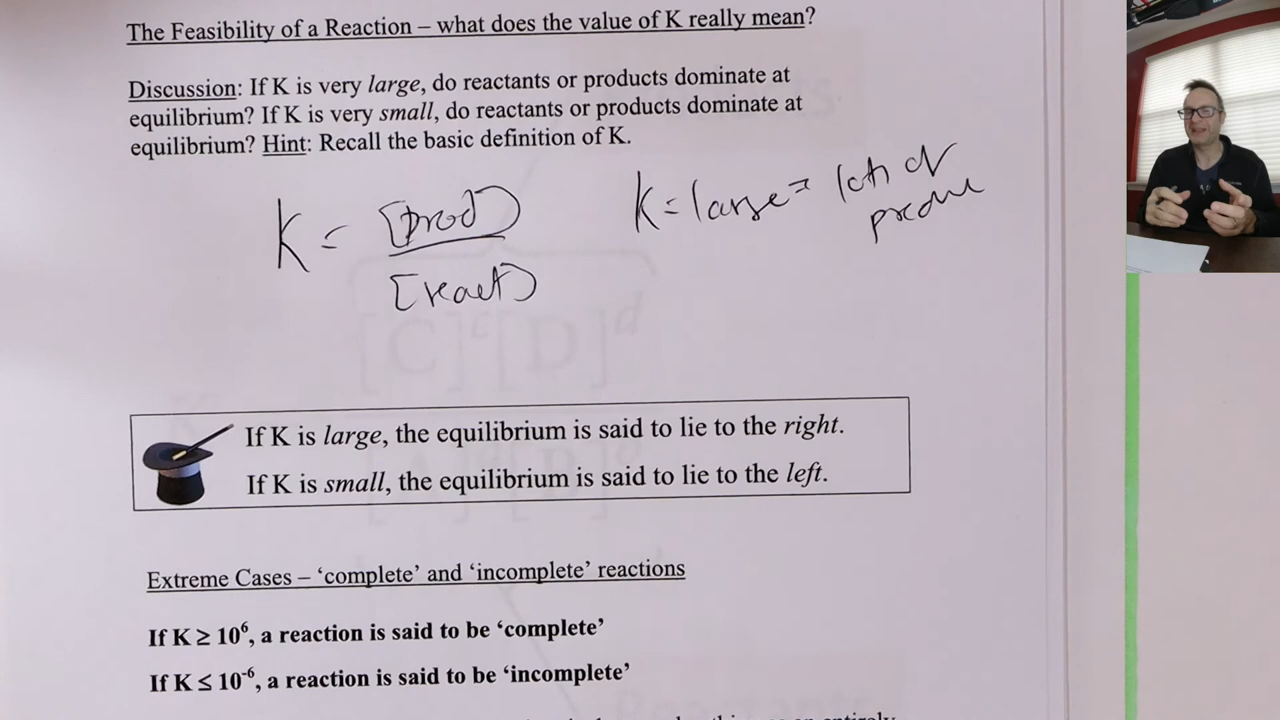 The Feasibility of a Reaction – what does the value of K really mean?
Discussion: If K is very large, do reactants or products dominate at
equilibrium? If K is very small, do reactants or products dominate at
equilibrium? Hint: Recall the basic definition of K.
K = [prod]
[react]
K = large = lots of
If K is large, the equilibrium is said to lie to the right.
If K is small, the equilibrium is said to lie to the left.
Extreme Cases – ‘complete’ and ‘incomplete’ reactions
If K ≥ 10⁶, a reaction is said to be ‘complete’
If K ≤ 10⁻⁶, a reaction is said to be ‘incomplete’